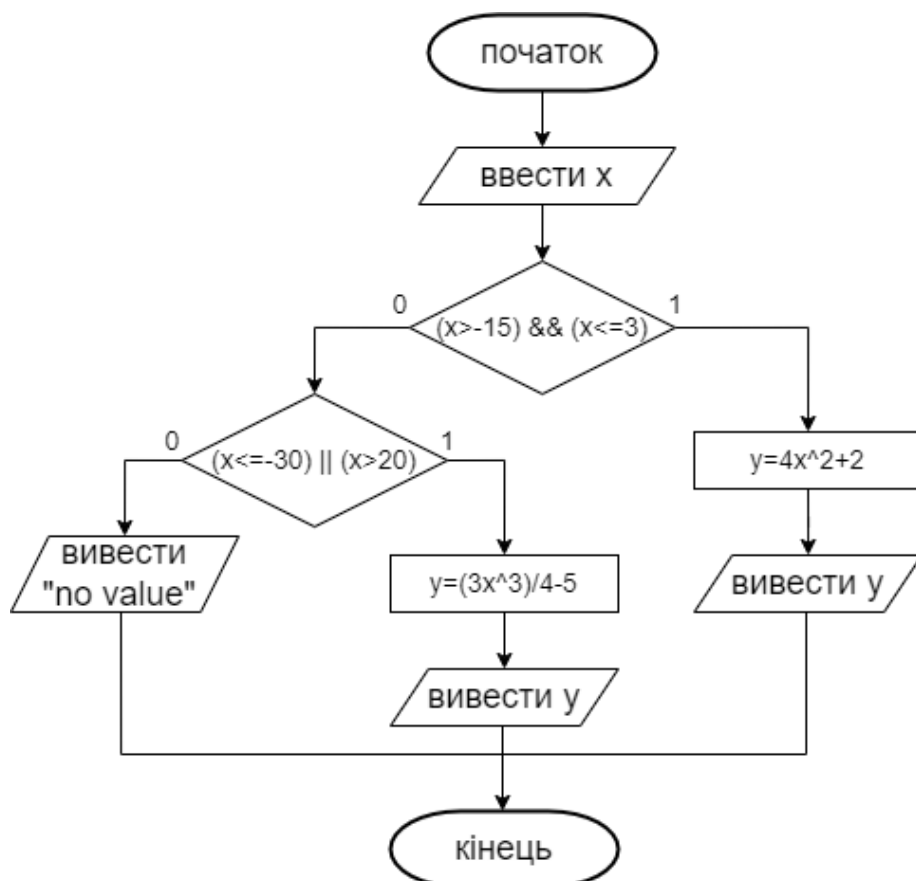 початок
ввести x
0
1
(x>-15) && (x<=3)
0
1
(x<=-30) || (x>20)
y=4x^2+2
вивести
"no value"
y=(3x^3)/4-5
вивести y
вивести y
кінець